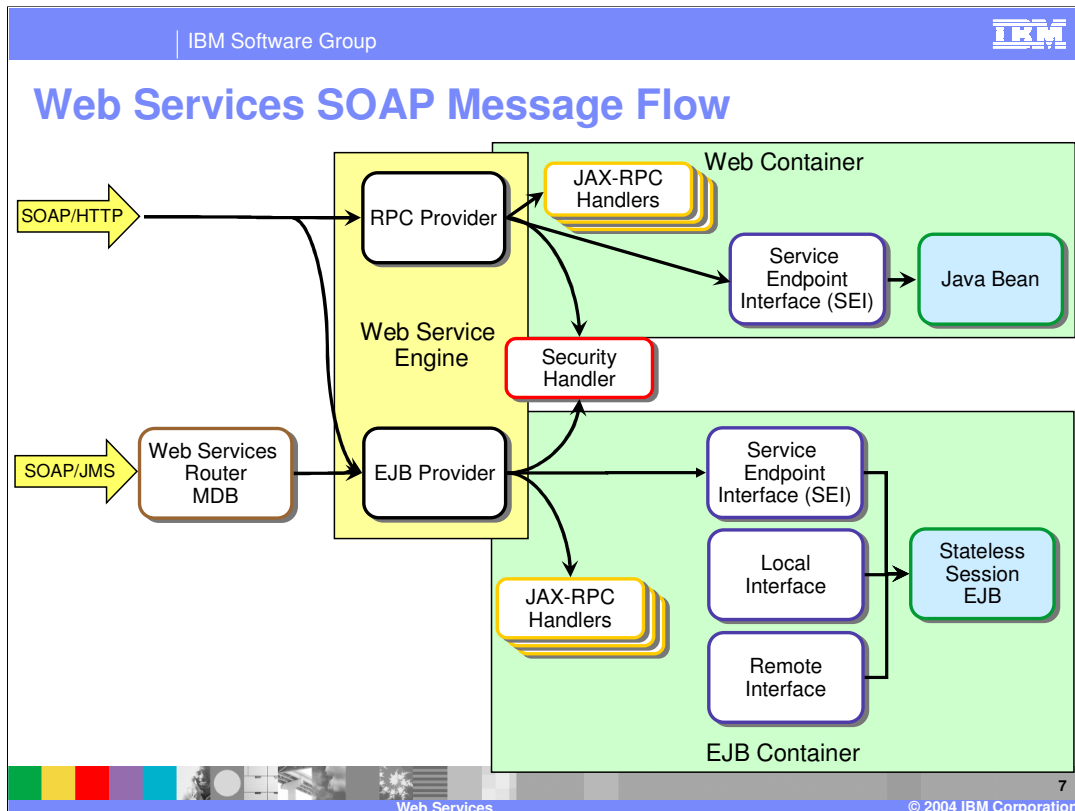 IBM Software Group
IBM
Web Services SOAP Message Flow
Web Container
SOAP/HTTP
RPC Provider
JAX-RPC
Handlers
Service
Endpoint
Interface (SEI)
Java Bean
Web Service
Engine
Security
Handler
SOAP/JMS
Web Services
Router
MDB
EJB Provider
Service
Endpoint
Interface (SEI)
Local
Interface
Stateless
Session
EJB
JAX-RPC
Handlers
Remote
Interface
EJB Container
7
Web Services
© 2004 IBM Corporation